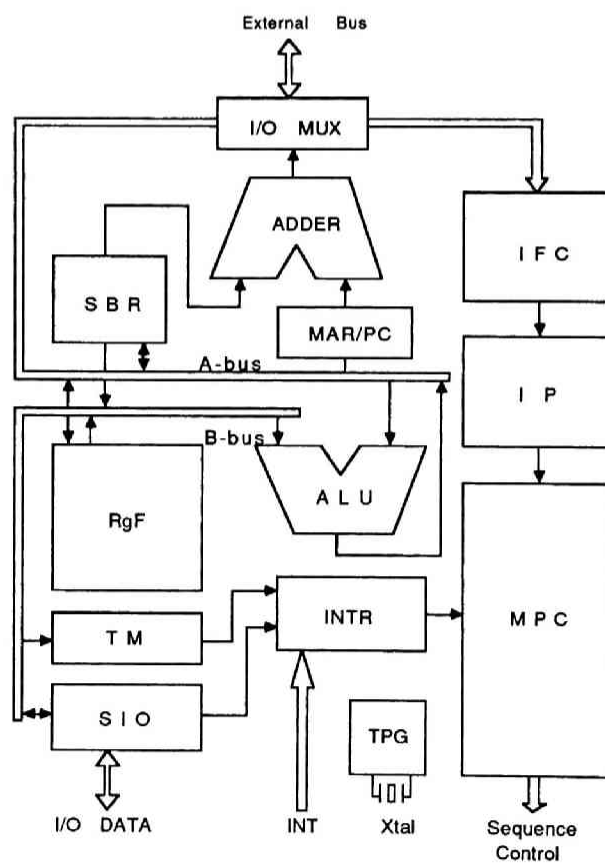 External Bus
I/O MUX
ADDER
I F C
S B R
MAR/PC
A-bus
I P
B-bus
A L U
RgF
T M
INTR
M P C
S I O
TPG
I/O DATA
INT
Xtal
Sequence
Control